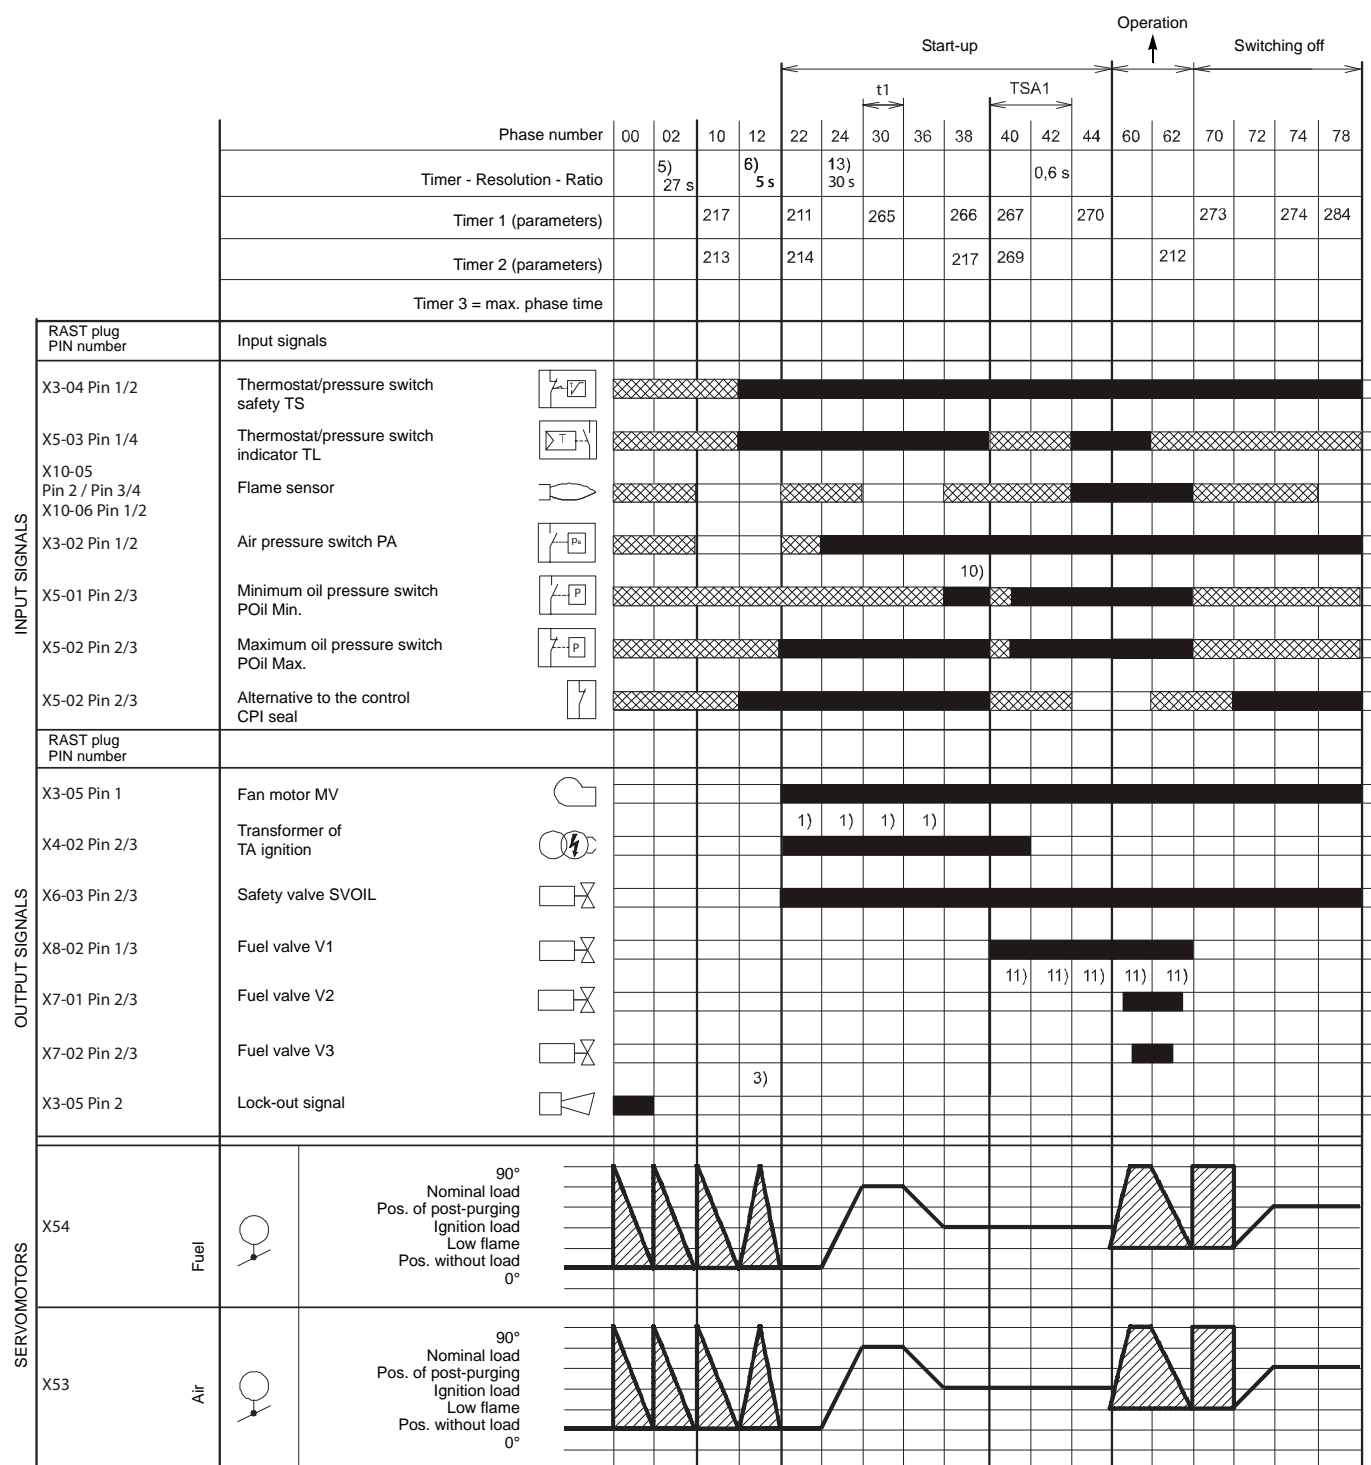 Operation
Start-up
Switching off
t1
TSA1
Phase number 00 02 10 12 22 24 30 36 38 40 42 44 60 62 70 72 74 78
5) 6) 13)
Timer - Resolution - Ratio 27 s 5 s 30 s 0,6 s
Timer 1 (parameters) 217 211 265 266 267 270 273 274 284
Timer 2 (parameters) 213 214 217 269 212
Timer 3 = max. phase time
RAST plug
PIN number
Input signals
INPUT SIGNALS
X3-04 Pin 1/2
Thermostat/pressure switch
safety TS
X5-03 Pin 1/4
Thermostat/pressure switch
indicator TL
T
X10-05
Pin 2 / Pin 3/4
X10-06 Pin 1/2
Flame sensor
X3-02 Pin 1/2
Air pressure switch PA
Pa
10)
X5-01 Pin 2/3
Minimum oil pressure switch
POil Min.
P
X5-02 Pin 2/3
Maximum oil pressure switch
POil Max.
P
X5-02 Pin 2/3
Alternative to the control
CPI seal
RAST plug
PIN number
OUTPUT SIGNALS
X3-05 Pin 1
Fan motor MV
1) 1) 1) 1)
X4-02 Pin 2/3
Transformer of
TA ignition
X6-03 Pin 2/3
Safety valve SVOIL
X8-02 Pin 1/3
Fuel valve V1
11) 11) 11) 11) 11)
X7-01 Pin 2/3
Fuel valve V2
X7-02 Pin 2/3
Fuel valve V3
3)
X3-05 Pin 2
Lock-out signal
SERVOMOTORS
X54
Fuel
90°
Nominal load
Pos. of post-purging
Ignition load
Low flame
Pos. without load
0°
X53
Air
90°
Nominal load
Pos. of post-purging
Ignition load
Low flame
Pos. without load
0°